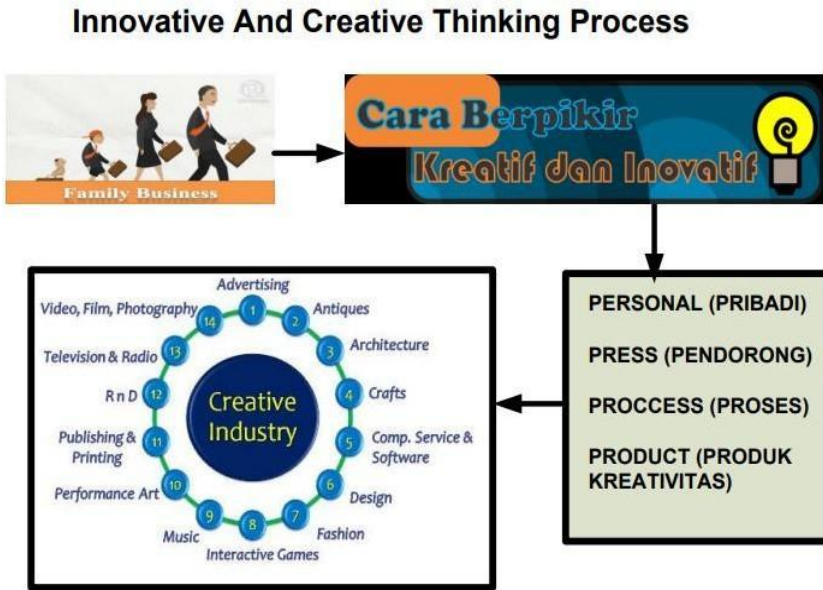 Innovative And Creative Thinking Process
Family Business
Cara Berpikir
Kreatif dan Inovatif
PERSONAL (PRIBADI)
PRESS (PENDORONG)
PROCCESS (PROSES)
PRODUCT (PRODUK
KREATIVITAS)
Creative
Industry
1
Advertising
2
Antiques
3
Architecture
4
Crafts
5
Comp. Service &
Software
6
Design
7
Fashion
8
Interactive Games
9
Music
10
Performance Art
11
Publishing &
Printing
12
R n D
13
Television & Radio
14
Video, Film, Photography